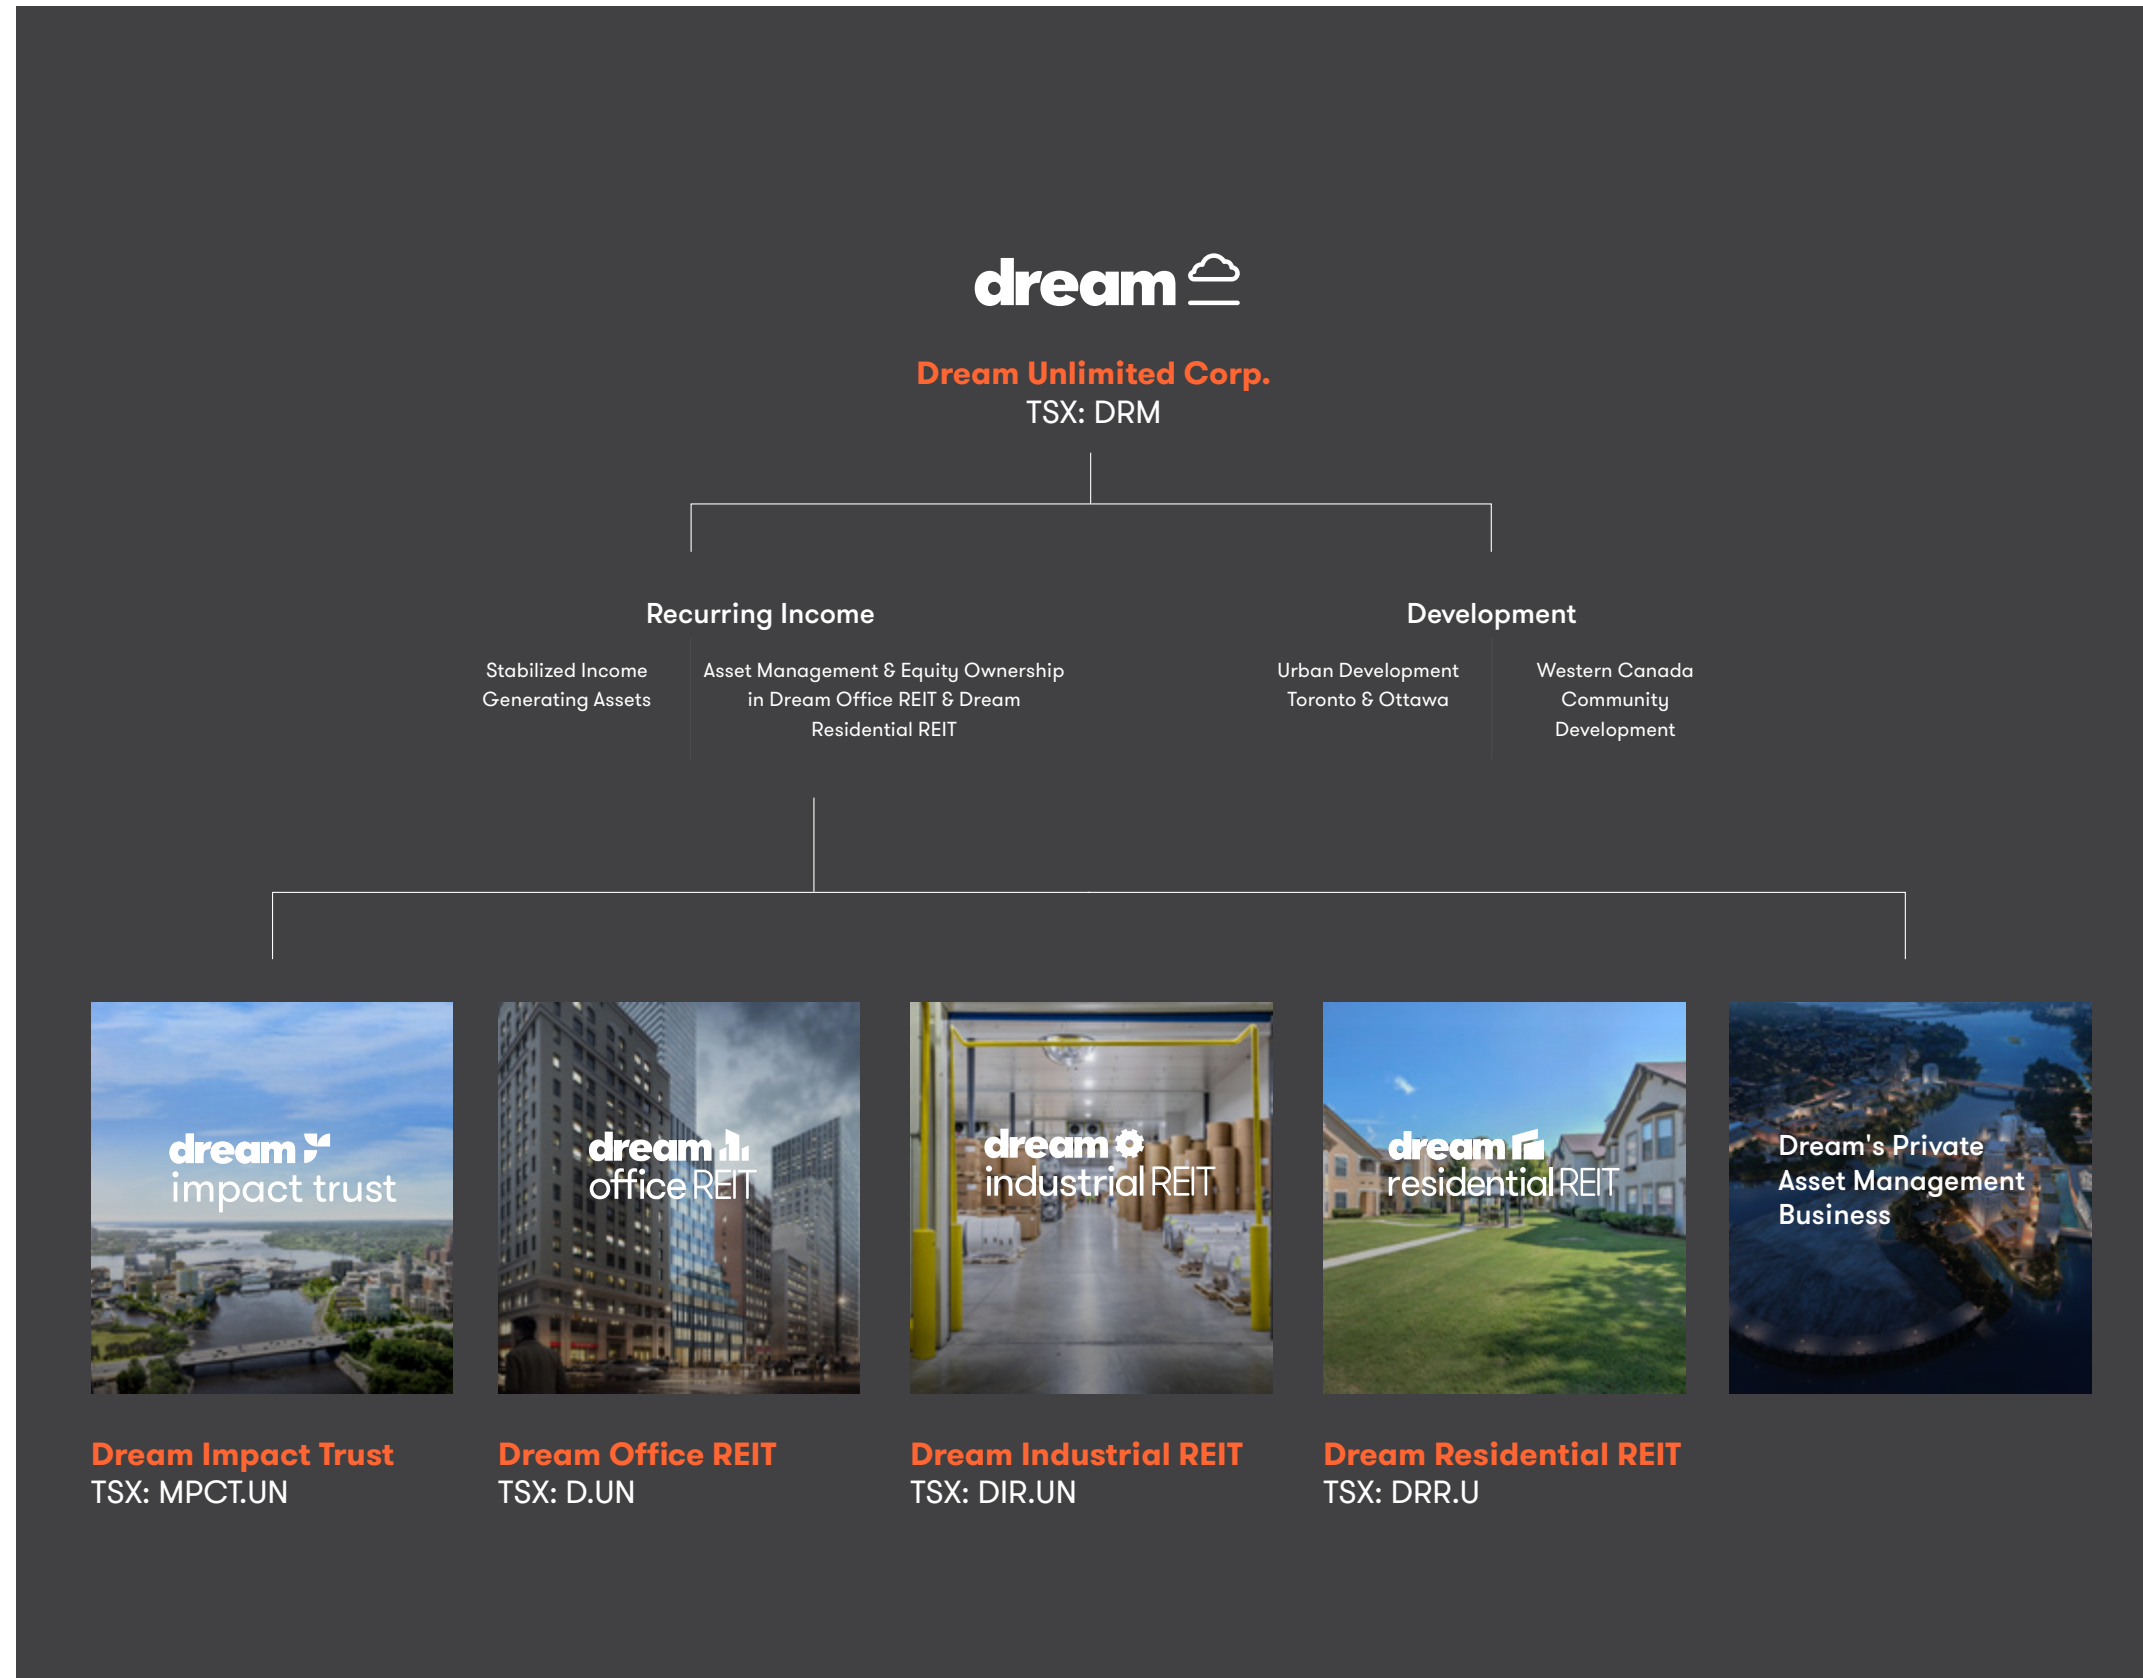 dream
Dream Unlimited Corp.
TSX: DRM
Recurring Income
Stabilized Income
Generating Assets
Asset Management & Equity Ownership
in Dream Office REIT & Dream
Residential REIT
Development
Urban Development
Toronto & Ottawa
Western Canada
Community
Development
dream
impact trust
dream
office REIT
dream
industrial REIT
dream
residential REIT
Dream's Private
Asset Management
Business
Dream Impact Trust
TSX: MPCT.UN
Dream Office REIT
TSX: D.UN
Dream Industrial REIT
TSX: DIR.UN
Dream Residential REIT
TSX: DRR.U